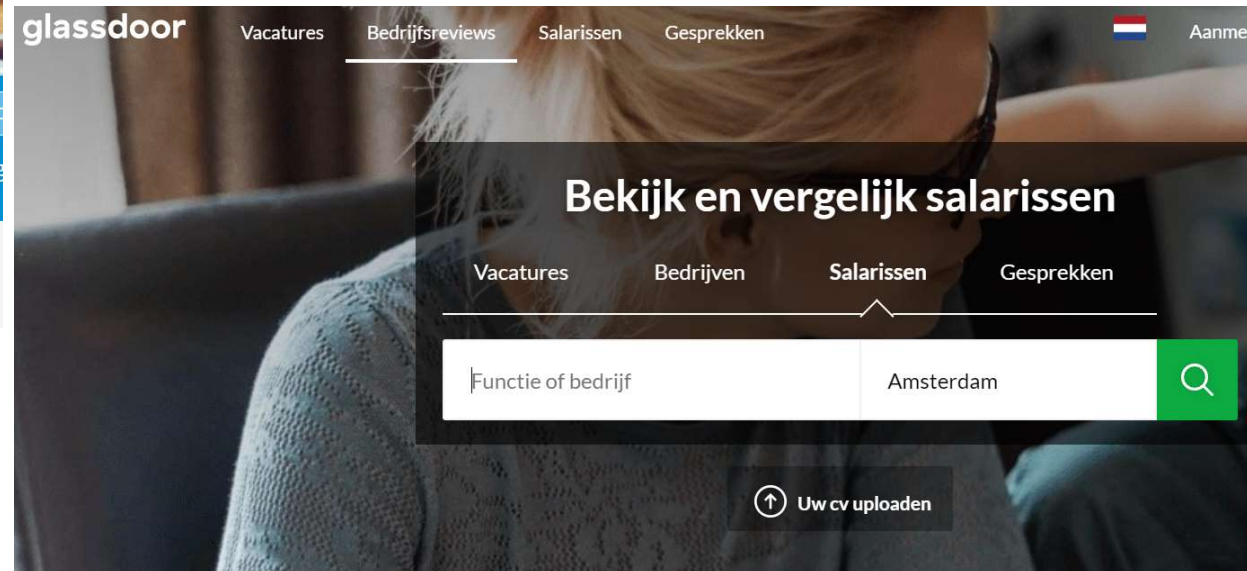 glassdoor Vacatures Bedrijfsreviews Salarissen Gesprekken Aanme
Bekijk en vergelijk salarissen
Vacatures Bedrijven Salarissen Gesprekken
Functie of bedrijf Amsterdam
Uw cv uploaden